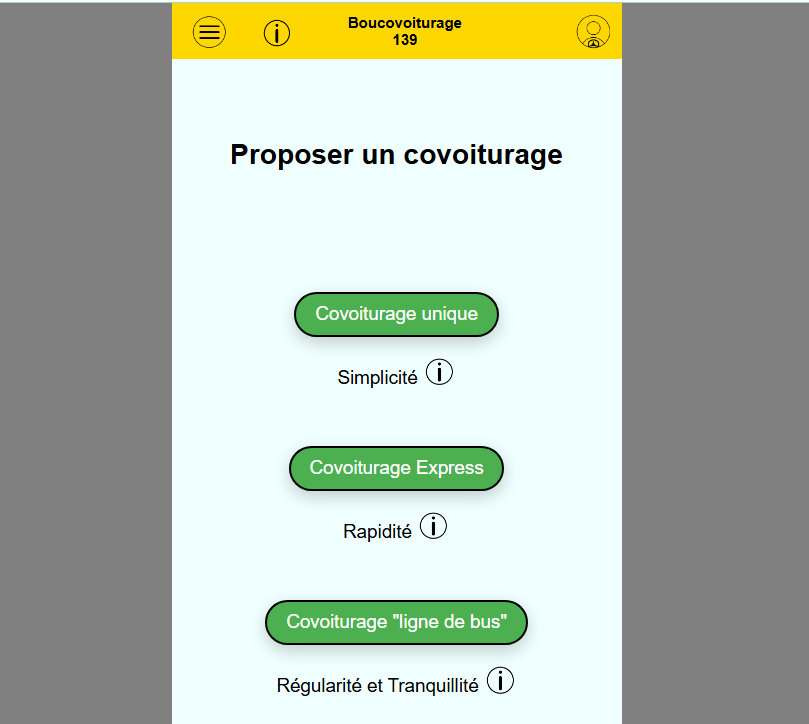 Boucovoiturage
139
Proposer un covoiturage
Covoiturage unique
Simplicité
Covoiturage Express
Rapidité
Covoiturage "ligne de bus"
Régularité et Tranquillité